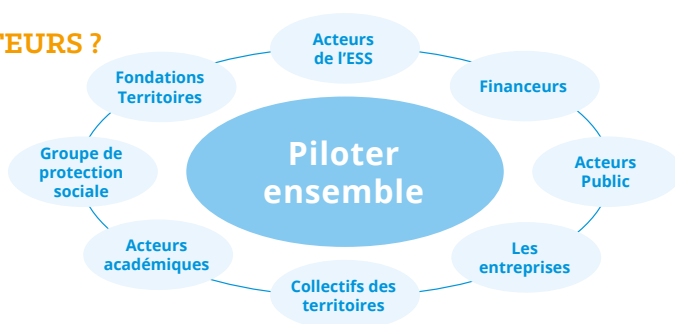 TEURS ?
Acteurs
de l'ESS
Fondations
Territoires
Financeurs
Groupe de
protection
sociale
Piloter
ensemble
Acteurs
Public
Acteurs
académiques
Les
entreprises
Collectifs des
territoires